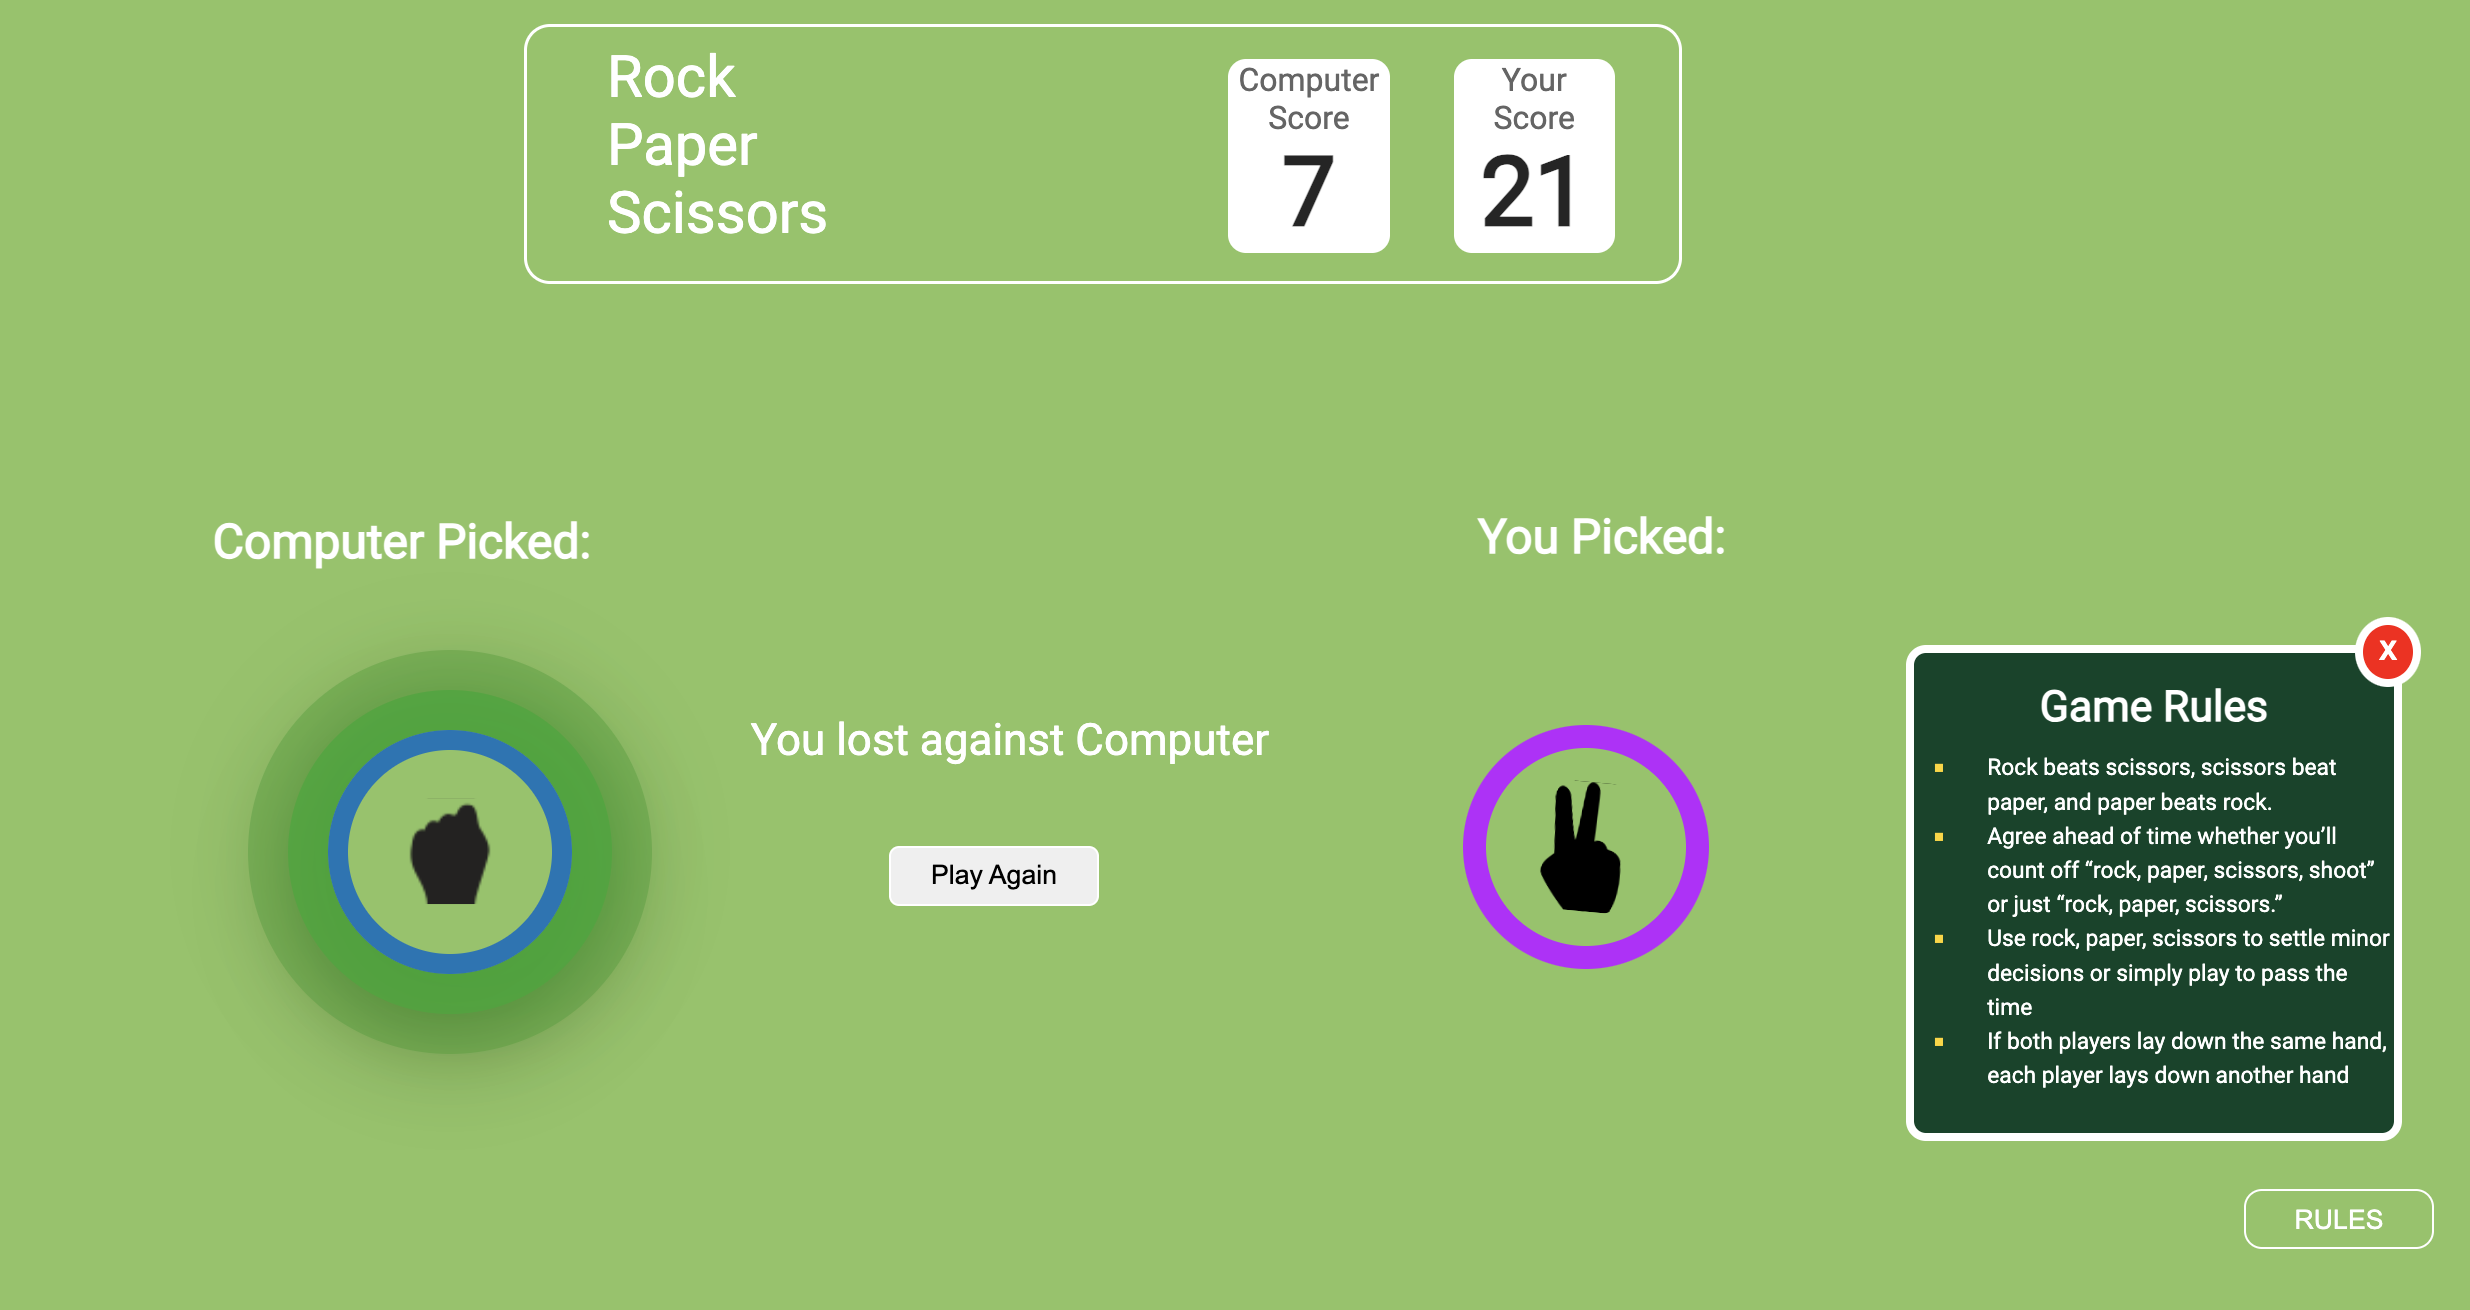 Rock
Paper
Scissors
Computer
Score
7
Your
Score
21
Computer Picked:
You Picked:
You lost against Computer
Play Again
X
Game Rules
Rock beats scissors, scissors beat
paper, and paper beats rock.
Agree ahead of time whether you’ll
count off “rock, paper, scissors, shoot”
or just “rock, paper, scissors.”
Use rock, paper, scissors to settle minor
decisions or simply play to pass the
time
If both players lay down the same hand,
each player lays down another hand
RULES